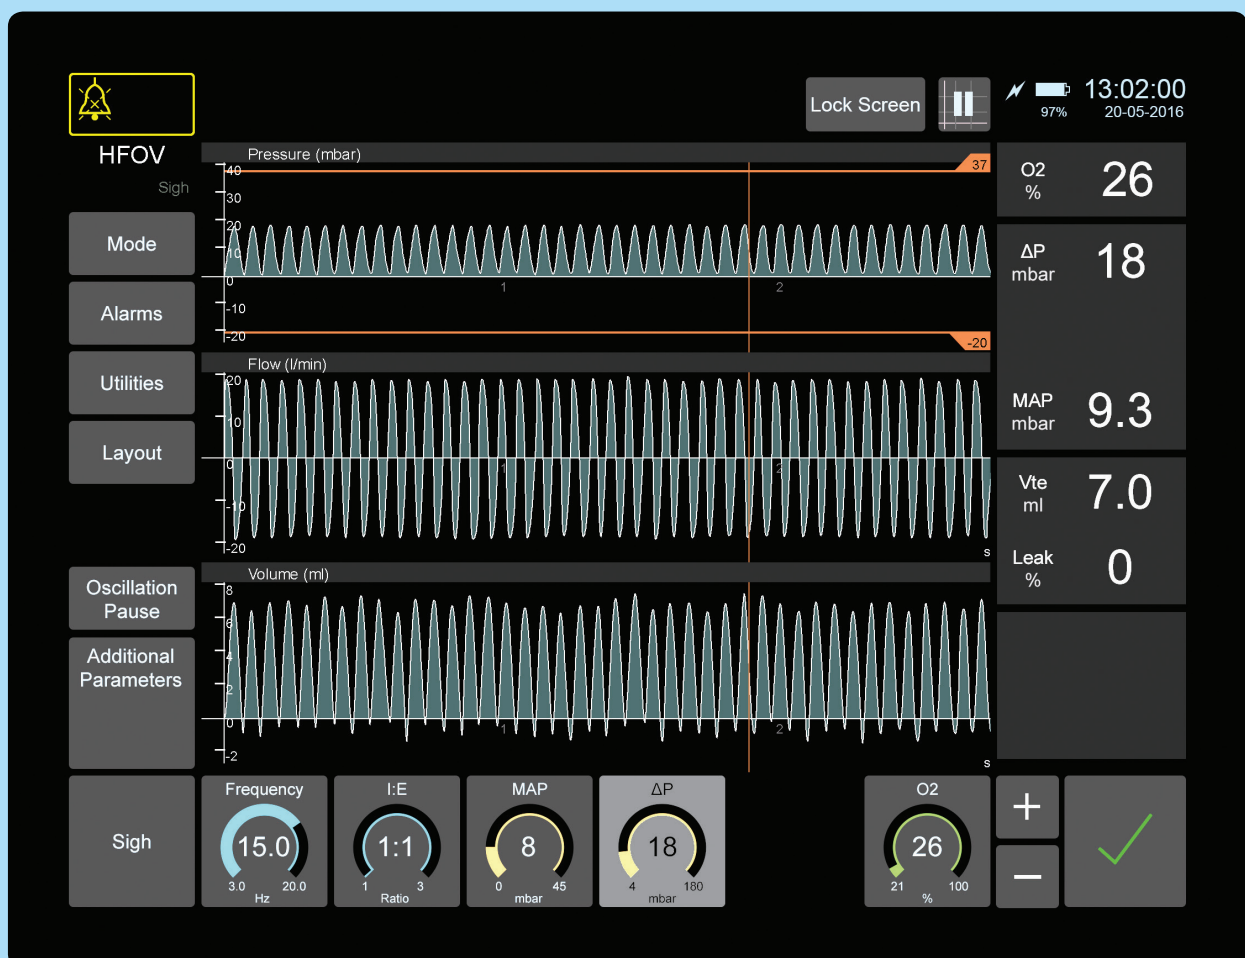 Lock Screen
97%
13:02:00
20-05-2016
HFOV
Sigh
Mode
Alarms
Utilities
Layout
Oscillation
Pause
Additional
Parameters
Sigh
Pressure (mbar)
40
30
20
10
0
-10
-20
37
-20
1
2
Flow (l/min)
20
10
0
-10
-20
1
2
s
Volume (ml)
8
6
4
2
0
-2
1
2
s
O2
%
26
ΔP
mbar
18
MAP
mbar
9.3
Vte
ml
7.0
Leak
%
0
Frequency
15.0
3.0 20.0
Hz
I:E
1:1
1 3
Ratio
MAP
8
0 45
mbar
ΔP
18
4 180
mbar
O2
26
21 100
%
+
−